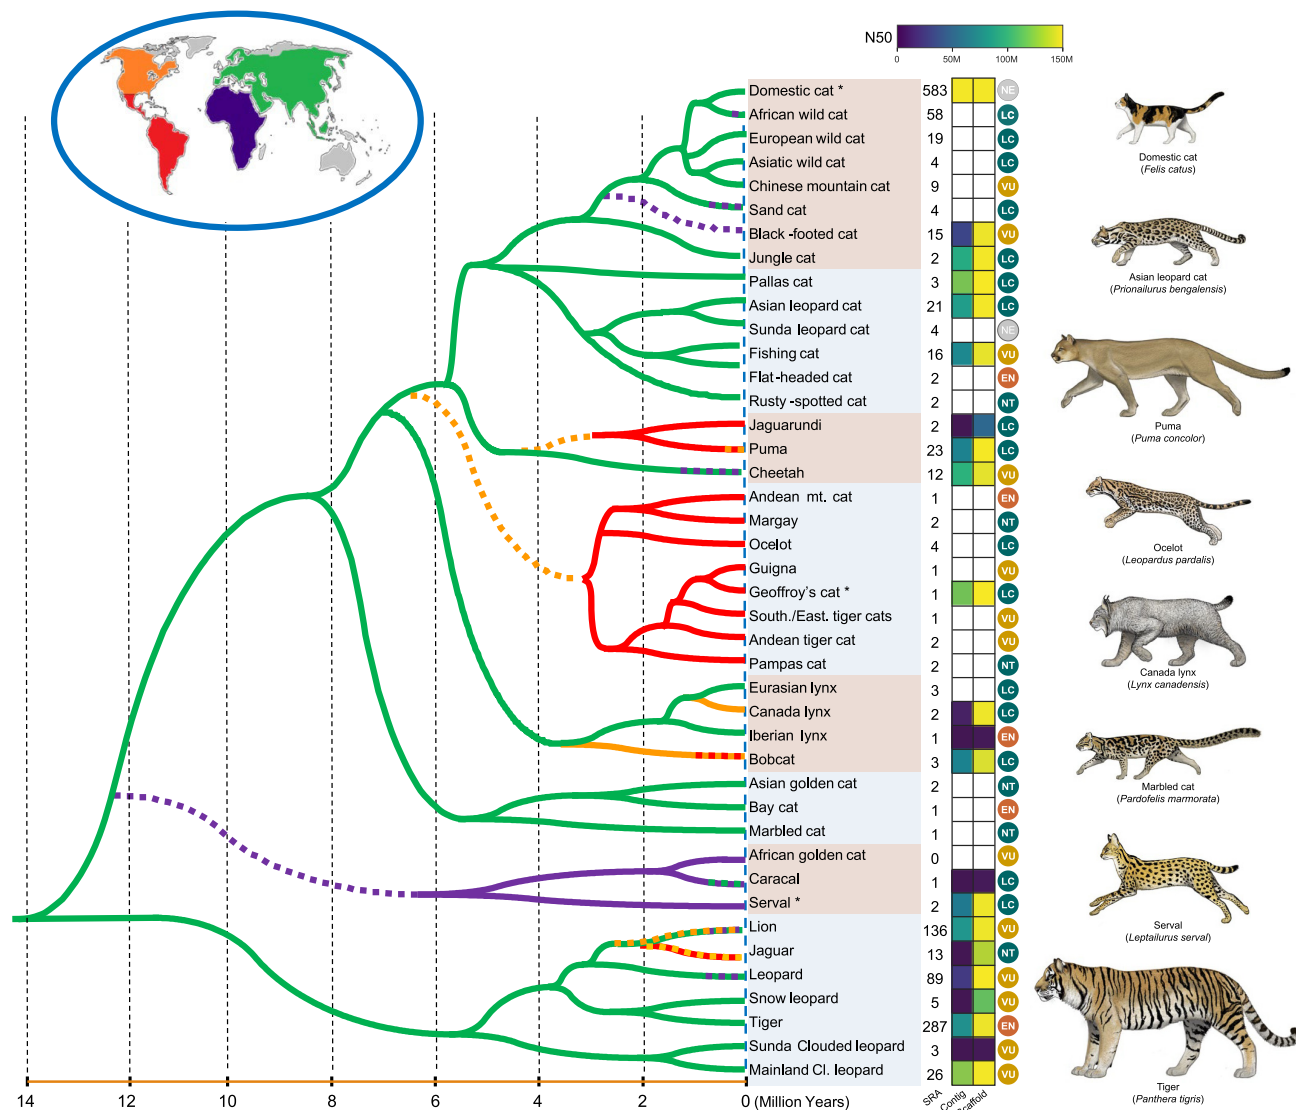 N50
0 50M 100M 150M
Domestic cat * 583 NE
African wild cat 58 LC
European wild cat 19 LC
Asiatic wild cat 4 LC
Chinese mountain cat 9 VU
Sand cat 4 LC
Black -footed cat 15 VU
Jungle cat 2 LC
Pallas cat 3 LC
Asian leopard cat 21 LC
Sunda leopard cat 4 NE
Fishing cat 16 VU
Flat-headed cat 2 EN
Rusty -spotted cat 2 NT
Jaguarundi 2 LC
Puma 23 LC
Cheetah 12 VU
Andean mt. cat 1 EN
Margay 2 NT
Ocelot 4 LC
Guigna 1 VU
Geoffroy's cat * 1 LC
South./East. tiger cats 1 VU
Andean tiger cat 2 VU
Pampas cat 2 NT
Eurasian lynx 3 LC
Canada lynx 2 LC
Iberian lynx 1 EN
Bobcat 3 LC
Asian golden cat 2 NT
Bay cat 1 EN
Marbled cat 1 NT
African golden cat 0 VU
Caracal 1 LC
Serval * 2 LC
Lion 136 VU
Jaguar 13 NT
Leopard 89 VU
Snow leopard 5 VU
Tiger 287 EN
Sunda Clouded leopard 3 VU
Mainland Cl. leopard 26 VU
14 12 10 8 6 4 2 0 (Million Years)
SRA Contig Scaffold
Domestic cat
(Felis catus)
Asian leopard cat
(Prionailurus bengalensis)
Puma
(Puma concolor)
Ocelot
(Leopardus pardalis)
Canada lynx
(Lynx canadensis)
Marbled cat
(Pardofelis marmorata)
Serval
(Leptailurus serval)
Tiger
(Panthera tigris)